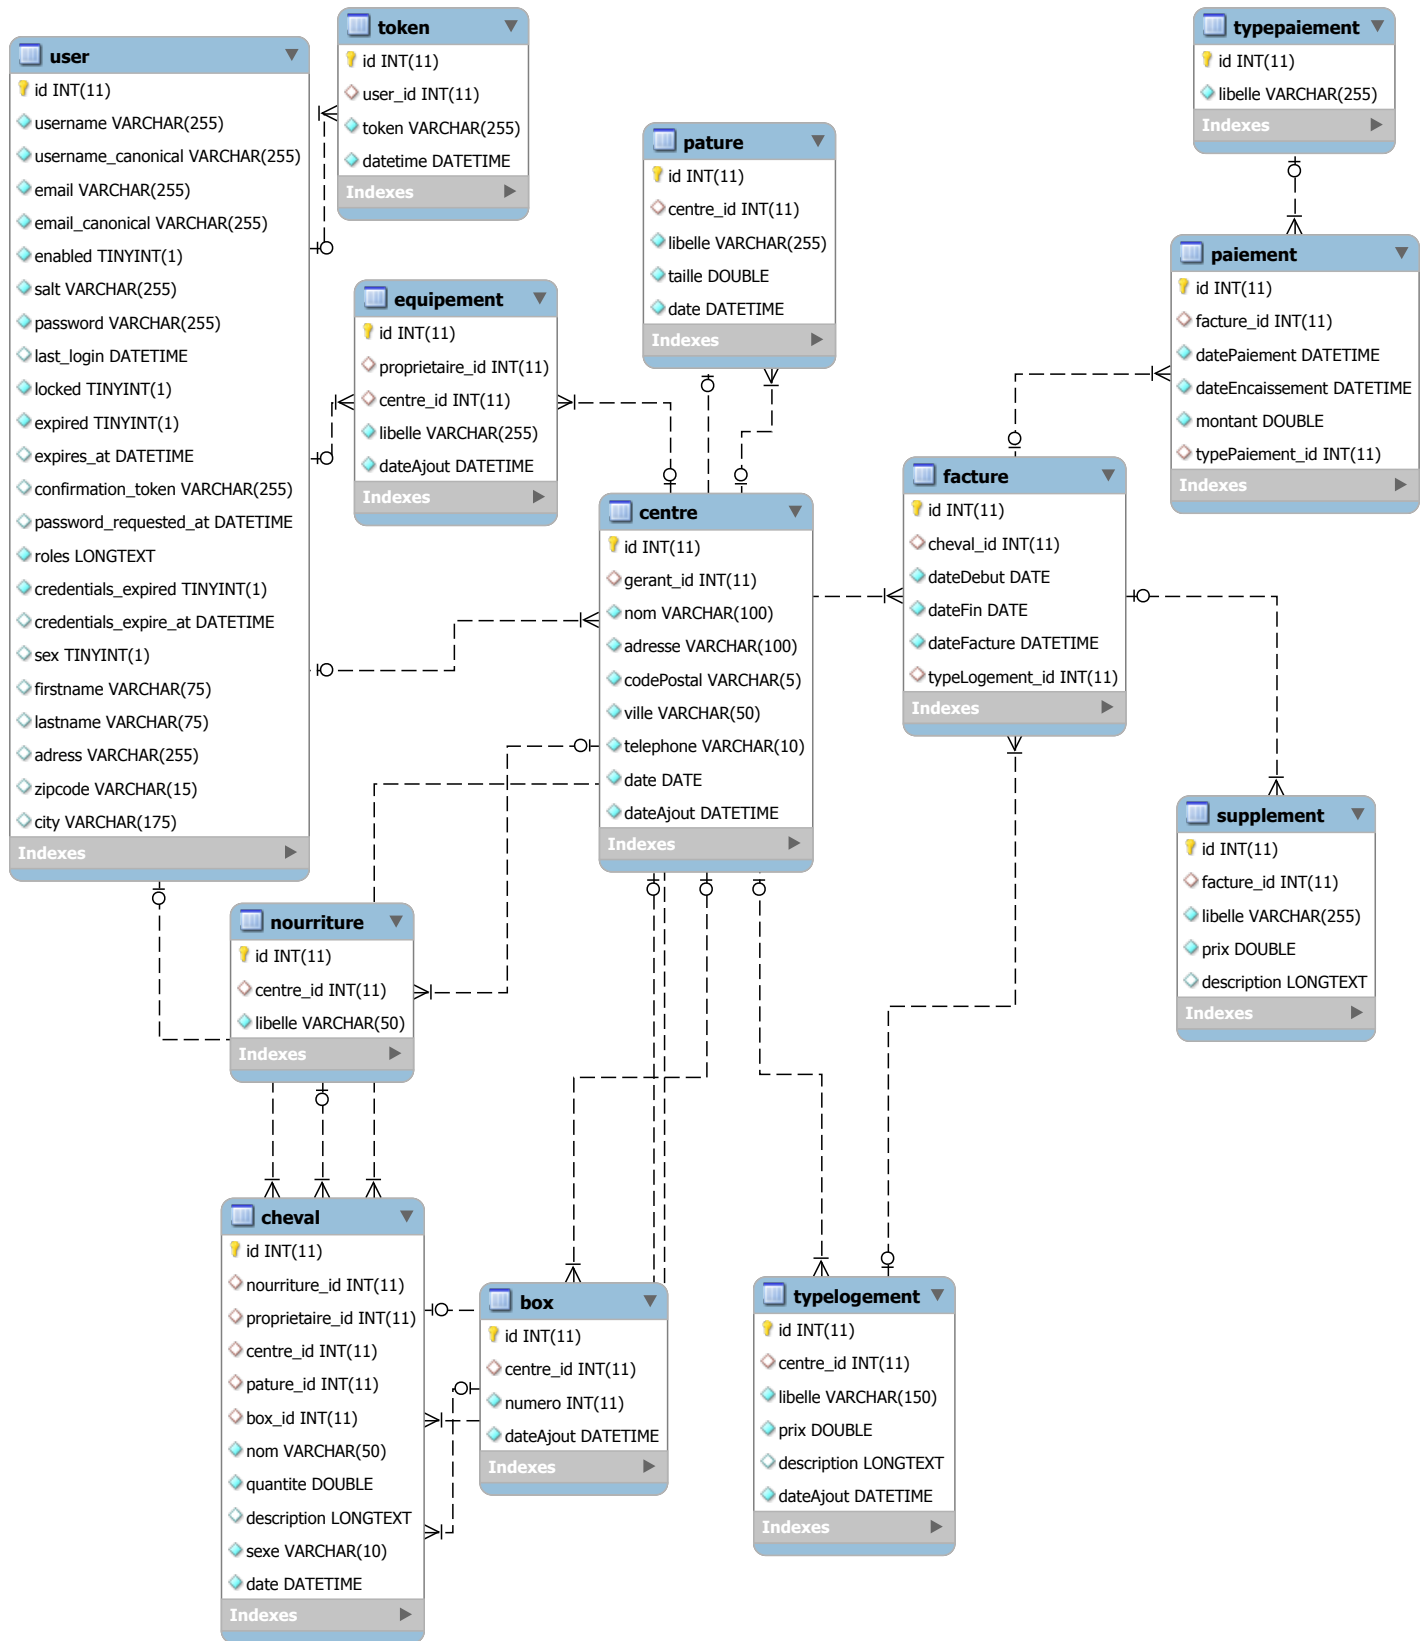 user
id INT(11)
username VARCHAR(255)
username_canonical VARCHAR(255)
email VARCHAR(255)
email_canonical VARCHAR(255)
enabled TINYINT(1)
salt VARCHAR(255)
password VARCHAR(255)
last_login DATETIME
locked TINYINT(1)
expired TINYINT(1)
expires_at DATETIME
confirmation_token VARCHAR(255)
password_requested_at DATETIME
roles LONGTEXT
credentials_expired TINYINT(1)
credentials_expire_at DATETIME
sex TINYINT(1)
firstname VARCHAR(75)
lastname VARCHAR(75)
adress VARCHAR(255)
zipcode VARCHAR(15)
city VARCHAR(175)
Indexes
token
id INT(11)
user_id INT(11)
token VARCHAR(255)
datetime DATETIME
Indexes
equipement
id INT(11)
proprietaire_id INT(11)
centre_id INT(11)
libelle VARCHAR(255)
dateAjout DATETIME
Indexes
pature
id INT(11)
centre_id INT(11)
libelle VARCHAR(255)
taille DOUBLE
date DATETIME
Indexes
typepaiement
id INT(11)
libelle VARCHAR(255)
Indexes
paiement
id INT(11)
facture_id INT(11)
datePaiement DATETIME
dateEncaissement DATETIME
montant DOUBLE
typePaiement_id INT(11)
Indexes
centre
id INT(11)
gerant_id INT(11)
nom VARCHAR(100)
adresse VARCHAR(100)
codePostal VARCHAR(5)
ville VARCHAR(50)
telephone VARCHAR(10)
date DATE
dateAjout DATETIME
Indexes
facture
id INT(11)
cheval_id INT(11)
dateDebut DATE
dateFin DATE
dateFacture DATETIME
typeLogement_id INT(11)
Indexes
supplement
id INT(11)
facture_id INT(11)
libelle VARCHAR(255)
prix DOUBLE
description LONGTEXT
Indexes
nourriture
id INT(11)
centre_id INT(11)
libelle VARCHAR(50)
Indexes
cheval
id INT(11)
nourriture_id INT(11)
proprietaire_id INT(11)
centre_id INT(11)
pature_id INT(11)
box_id INT(11)
nom VARCHAR(50)
quantite DOUBLE
description LONGTEXT
sexe VARCHAR(10)
date DATETIME
Indexes
box
id INT(11)
centre_id INT(11)
numero INT(11)
dateAjout DATETIME
Indexes
typelogement
id INT(11)
centre_id INT(11)
libelle VARCHAR(150)
prix DOUBLE
description LONGTEXT
dateAjout DATETIME
Indexes